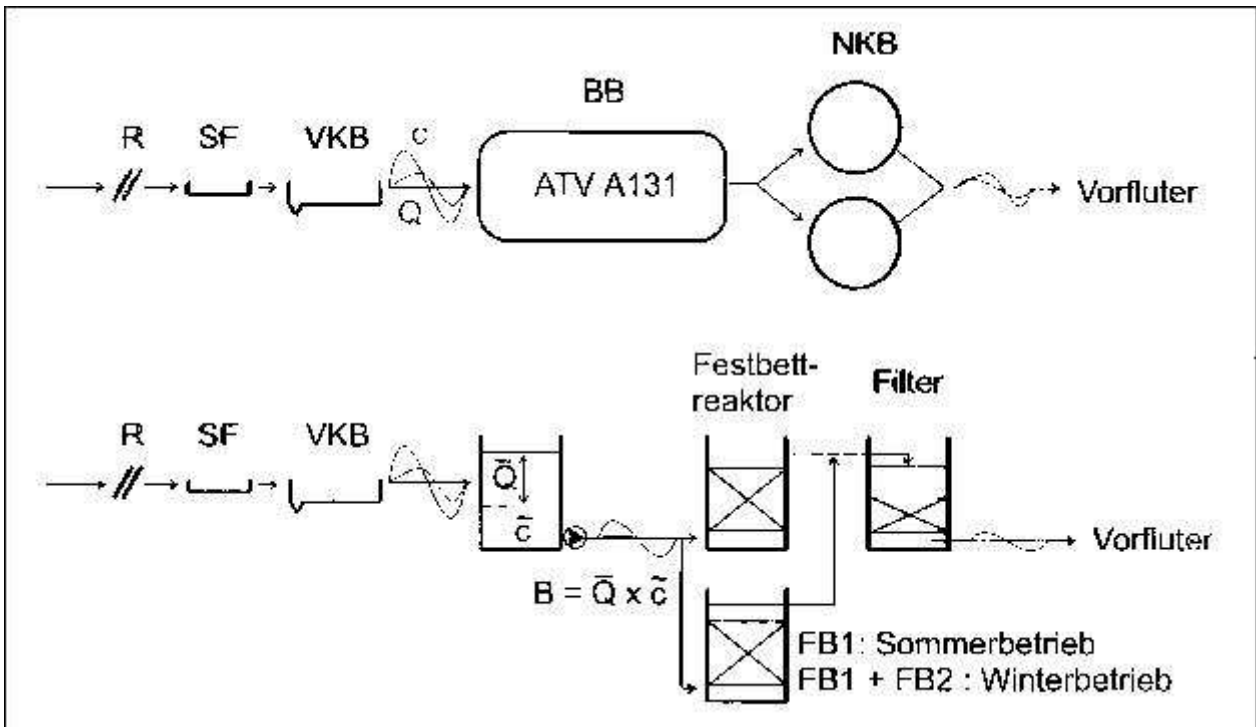 NKB
BB
R SF VKB c
ATV A131
Q
Vorfluter
Festbett-
reaktor
Filter
R SF VKB
Q̄
c̃
Vorfluter
B = Q̄ x c̃
FB1: Sommerbetrieb
FB1 + FB2 : Winterbetrieb